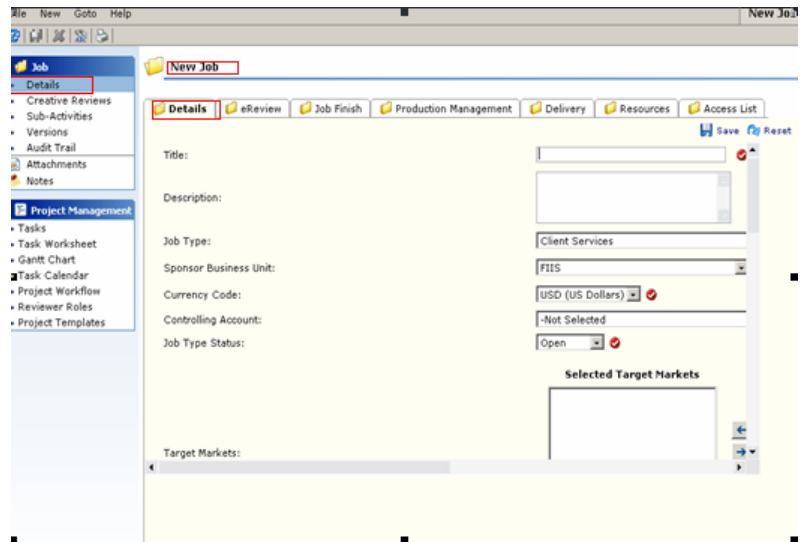 New Goto Help
New Job
Job
Details
Creative Reviews
Sub-Activities
Versions
Audit Trail
Attachments
Notes
Project Management
Tasks
Task Worksheet
Gantt Chart
Task Calendar
Project Workflow
Reviewer Roles
Project Templates
New Job
Details eReview Job Finish Production Management Delivery Resources Access List
Save Reset
Title:
Description:
Job Type: Client Services
Sponsor Business Unit: FIIS
Currency Code: USD (US Dollars)
Controlling Account: -Not Selected
Job Type Status: Open
Selected Target Markets
Target Markets: